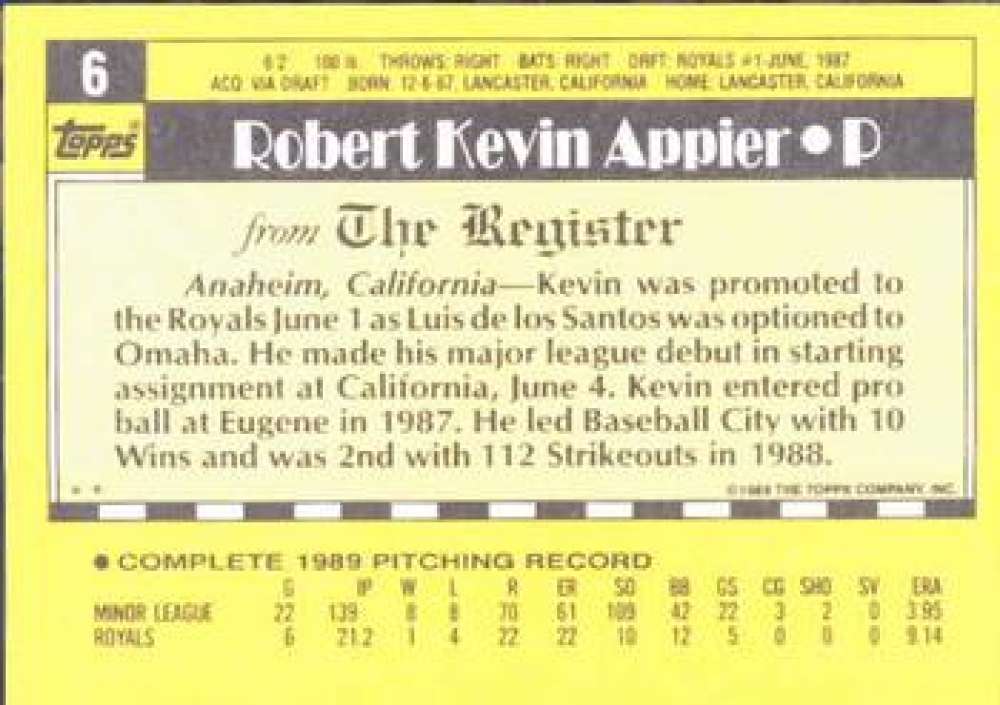 6
6 2 180 lb. THROWS: RIGHT BATS: RIGHT DRFT: ROYALS #1-JUNE, 1987
ACQ: VIA DRAFT BORN: 12-6-67, LANCASTER, CALIFORNIA HOME: LANCASTER, CALIFORNIA
topps®
Robert Kevin Appier • P
from The Register
Anaheim, California—Kevin was promoted to
the Royals June 1 as Luis de los Santos was optioned to
Omaha. He made his major league debut in starting
assignment at California, June 4. Kevin entered pro
ball at Eugene in 1987. He led Baseball City with 10
Wins and was 2nd with 112 Strikeouts in 1988.
* * ©1989 THE TOPPS COMPANY, INC.
• COMPLETE 1989 PITCHING RECORD
G IP W L R ER SO BB GS CG SHO SV ERA
MINOR LEAGUE 22 139 8 8 70 61 109 42 22 3 2 0 3.95
ROYALS 6 21.2 1 4 22 22 10 12 5 0 0 0 9.14